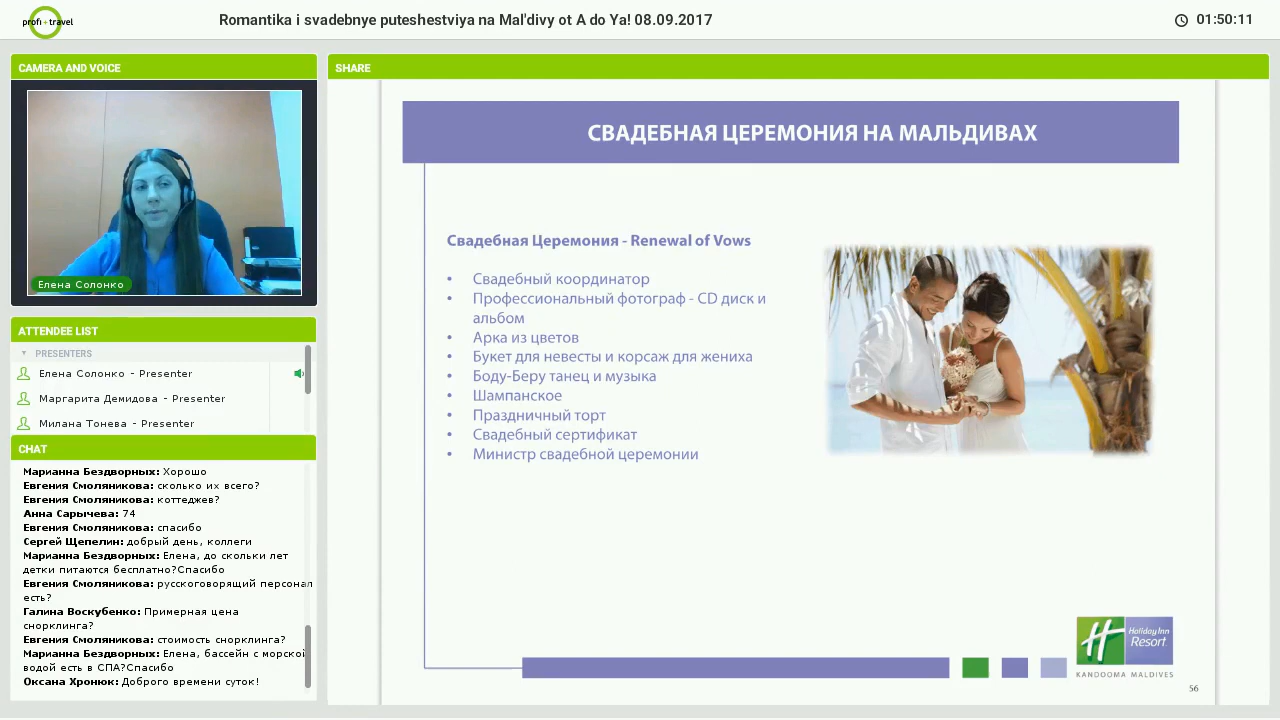 profi travel
Romantika i svadebnye puteshestviya na Mal'divy ot A do Ya! 08.09.2017
01:50:11
CAMERA AND VOICE
Елена Солонко
ATTENDEE LIST
PRESENTERS
Елена Солонко - Presenter
Маргарита Демидова - Presenter
Милана Тонева - Presenter
CHAT
Марианна Бездворных: Хорошо
Евгения Смоляникова: сколько их всего?
Евгения Смоляникова: коттеджев?
Анна Сарычева: 74
Евгения Смоляникова: спасибо
Сергей Щепелин: добрый день, коллеги
Марианна Бездворных: Елена, до скольки лет
детки питаются бесплатно?Спасибо
Евгения Смоляникова: русскоговорящий персонал
есть?
Галина Воскубенко: Примерная цена
снорклинга?
Евгения Смоляникова: стоимость снорклинга?
Марианна Бездворных: Елена, бассейн с морской
водой есть в СПА?Спасибо
Оксана Хронюк: Доброго времени суток!
SHARE
СВАДЕБНАЯ ЦЕРЕМОНИЯ НА МАЛЬДИВАХ
Свадебная Церемония - Renewal of Vows
• Свадебный координатор
• Профессиональный фотограф - CD диск и
альбом
• Арка из цветов
• Букет для невесты и корсаж для жениха
• Боду-Беру танец и музыка
• Шампанское
• Праздничный торт
• Свадебный сертификат
• Министр свадебной церемонии
Holiday Inn
Resort
KANDOOMA MALDIVES
56